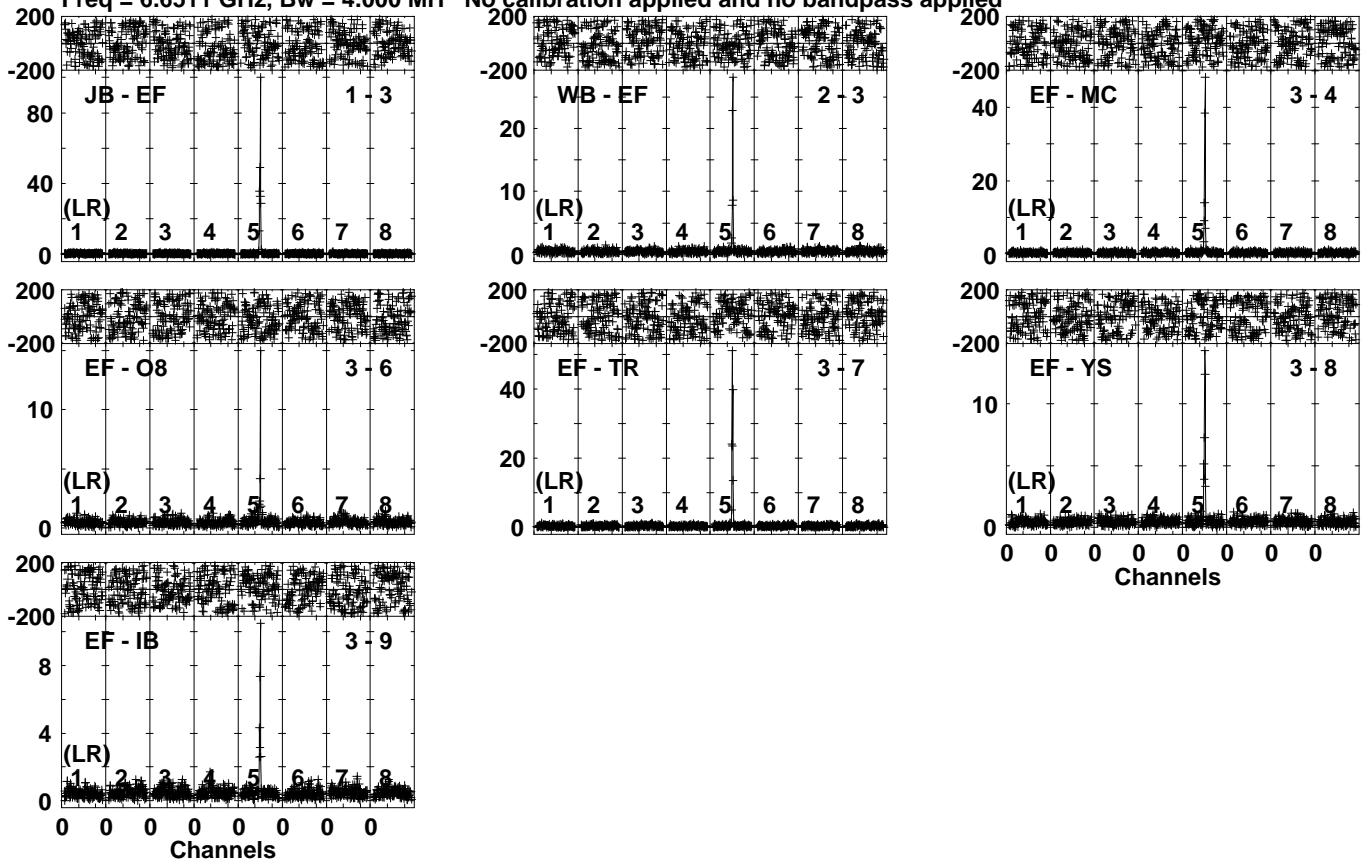 Freq = 6.6511 GHz, Bw = 4.000 MH No calibration applied and no bandpass applied
200
-200
JB - EF 1 - 3
80
40
0
(LR)
1 2 3 4 5 6 7 8
200
-200
WB - EF 2 - 3
20
10
0
(LR)
1 2 3 4 5 6 7 8
200
-200
EF - MC 3 - 4
40
20
0
(LR)
1 2 3 4 5 6 7 8
200
-200
EF - O8 3 - 6
10
0
(LR)
1 2 3 4 5 6 7 8
200
-200
EF - TR 3 - 7
40
20
0
(LR)
1 2 3 4 5 6 7 8
200
-200
EF - YS 3 - 8
10
0
(LR)
1 2 3 4 5 6 7 8
0 0 0 0 0 0 0 0
Channels
200
-200
EF - IB 3 - 9
8
4
0
(LR)
1 2 3 4 5 6 7 8
0 0 0 0 0 0 0 0
Channels